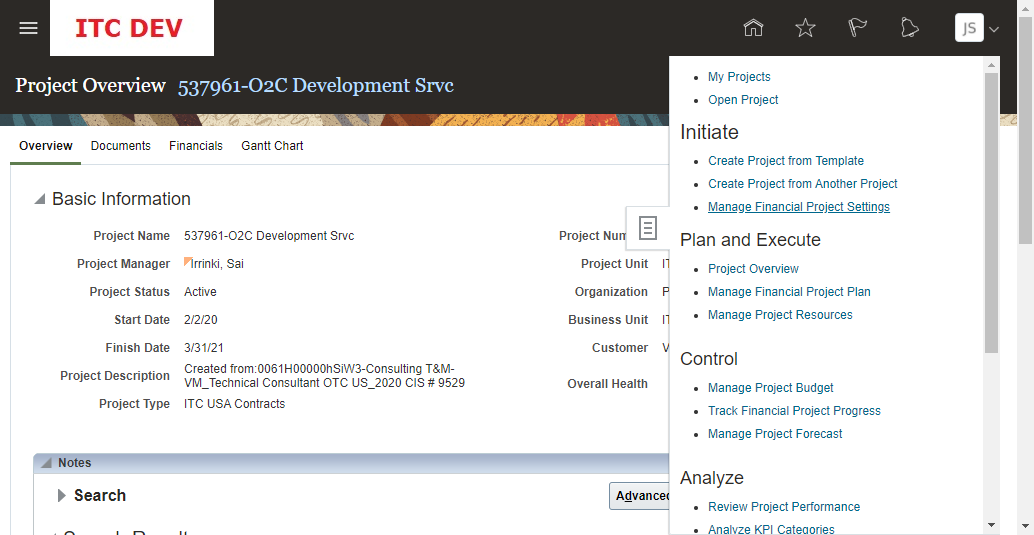 ITC DEV
JS
Project Overview 537961-O2C Development Srvc
Overview Documents Financials Gantt Chart
Basic Information
Project Name 537961-O2C Development Srvc
Project Manager Irrinki, Sai
Project Status Active
Start Date 2/2/20
Finish Date 3/31/21
Project Description Created from:0061H00000hSiW3-Consulting T&M-
VM_Technical Consultant OTC US_2020 CIS # 9529
Project Type ITC USA Contracts
Project Num
Project Unit IT
Organization P
Business Unit IT
Customer V
Overall Health
Notes
Search
Advanced
My Projects
Open Project
Initiate
Create Project from Template
Create Project from Another Project
Manage Financial Project Settings
Plan and Execute
Project Overview
Manage Financial Project Plan
Manage Project Resources
Control
Manage Project Budget
Track Financial Project Progress
Manage Project Forecast
Analyze
Review Project Performance
Analyze KPI Categories